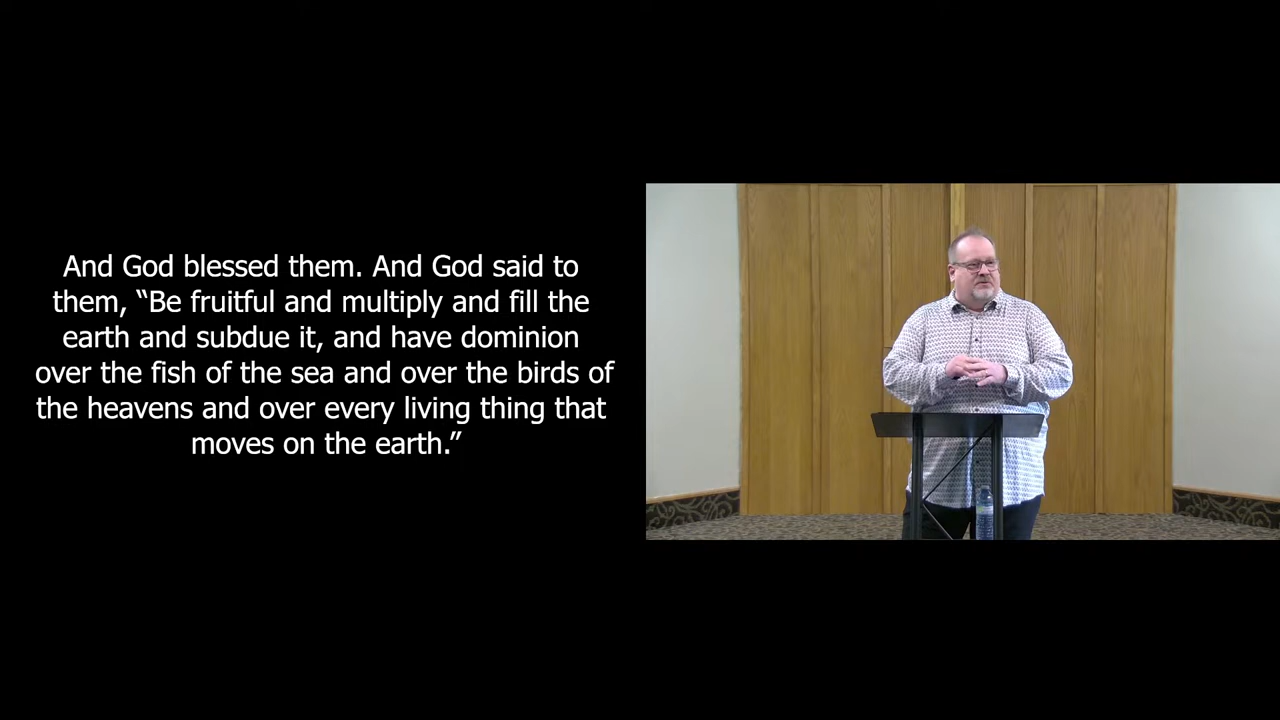 And God blessed them. And God said to
them, “Be fruitful and multiply and fill the
earth and subdue it, and have dominion
over the fish of the sea and over the birds of
the heavens and over every living thing that
moves on the earth.”